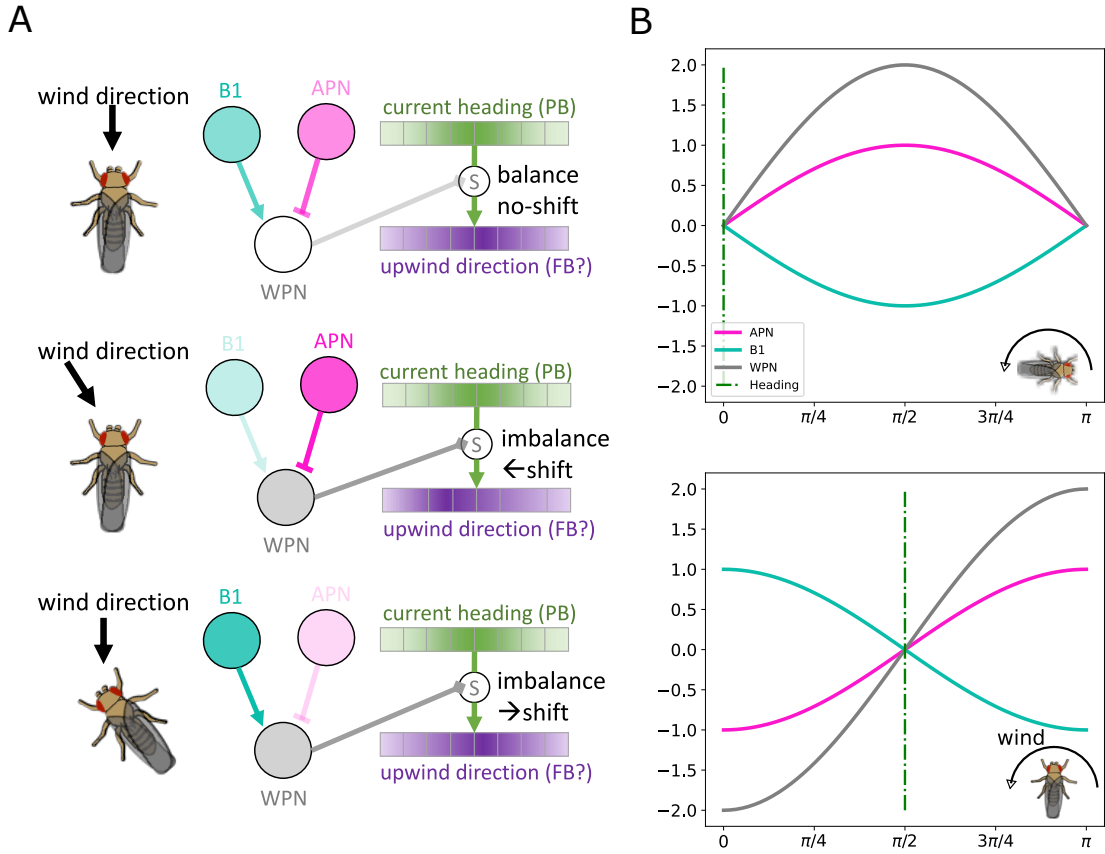 A
wind direction
B1
APN
WPN
current heading (PB)
S
balance
no-shift
upwind direction (FB?)
wind direction
B1
APN
WPN
current heading (PB)
S
imbalance
←shift
upwind direction (FB?)
wind direction
B1
APN
WPN
current heading (PB)
S
imbalance
→shift
upwind direction (FB?)
B
2.0
1.5
1.0
0.5
0.0
−0.5
−1.0
−1.5
−2.0
APN
B1
WPN
Heading
0 π/4 π/2 3π/4 π
2.0
1.5
1.0
0.5
0.0
−0.5
−1.0
−1.5
−2.0
wind
0 π/4 π/2 3π/4 π